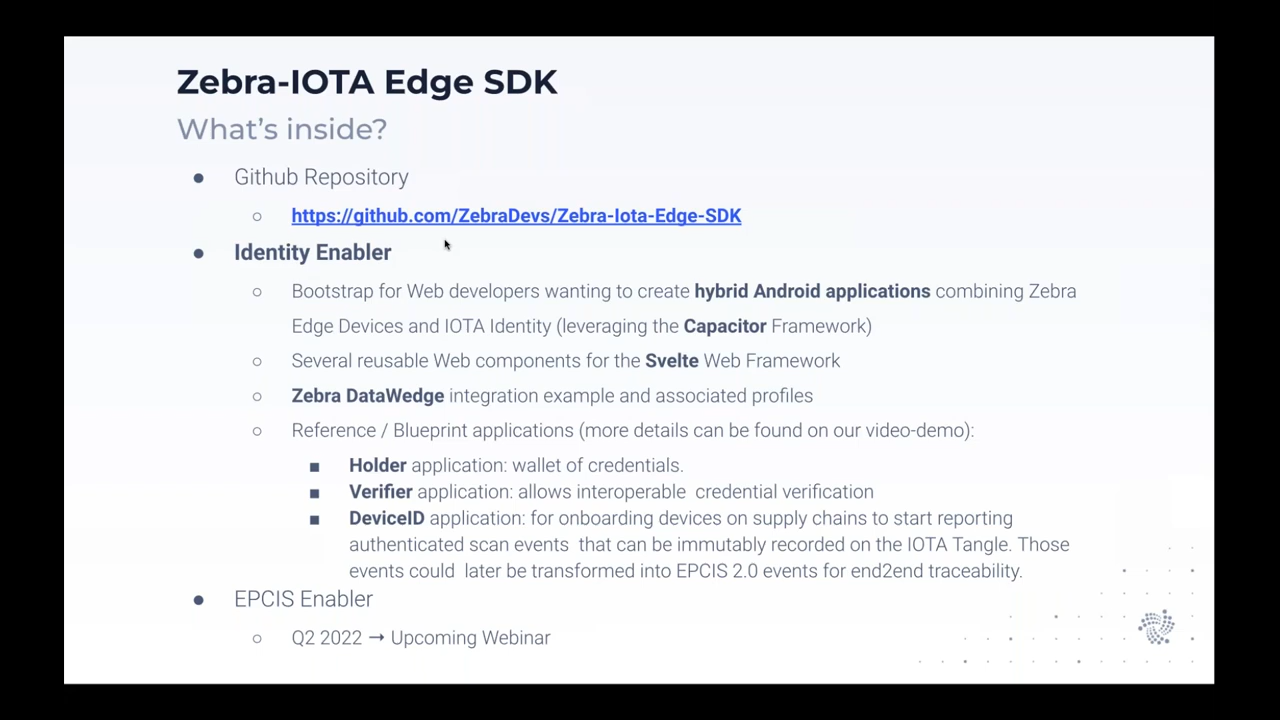 Zebra-IOTA Edge SDK
What's inside?
● Github Repository
○ https://github.com/ZebraDevs/Zebra-Iota-Edge-SDK
● Identity Enabler
○ Bootstrap for Web developers wanting to create hybrid Android applications combining Zebra
Edge Devices and IOTA Identity (leveraging the Capacitor Framework)
○ Several reusable Web components for the Svelte Web Framework
○ Zebra DataWedge integration example and associated profiles
○ Reference / Blueprint applications (more details can be found on our video-demo):
■ Holder application: wallet of credentials.
■ Verifier application: allows interoperable credential verification
■ DeviceID application: for onboarding devices on supply chains to start reporting
authenticated scan events that can be immutably recorded on the IOTA Tangle. Those
events could later be transformed into EPCIS 2.0 events for end2end traceability.
● EPCIS Enabler
○ Q2 2022 → Upcoming Webinar